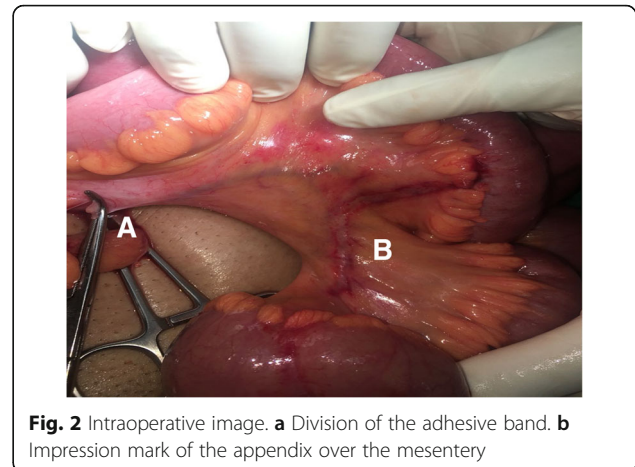 A
B
Fig. 2 Intraoperative image. a Division of the adhesive band. b
Impression mark of the appendix over the mesentery